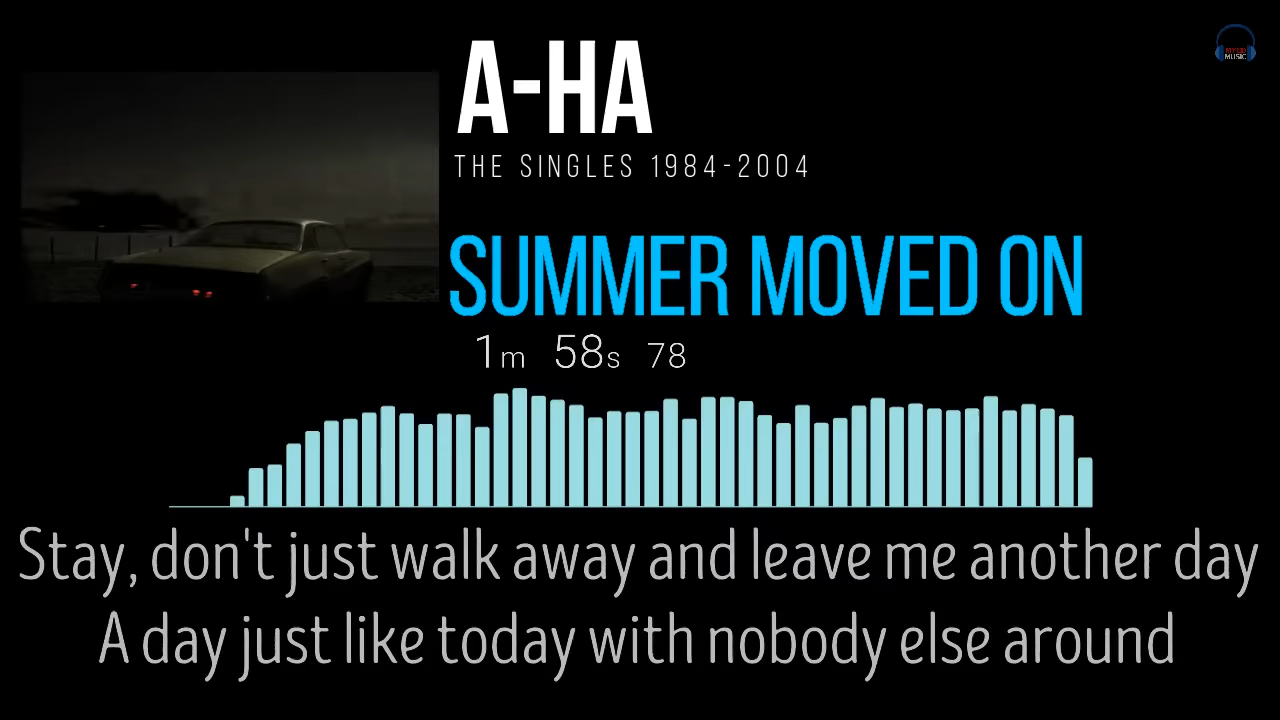 A-HA
THE SINGLES 1984-2004
SUMMER MOVED ON
1m 58s 78
Stay, don't just walk away and leave me another day
A day just like today with nobody else around
MUSIC